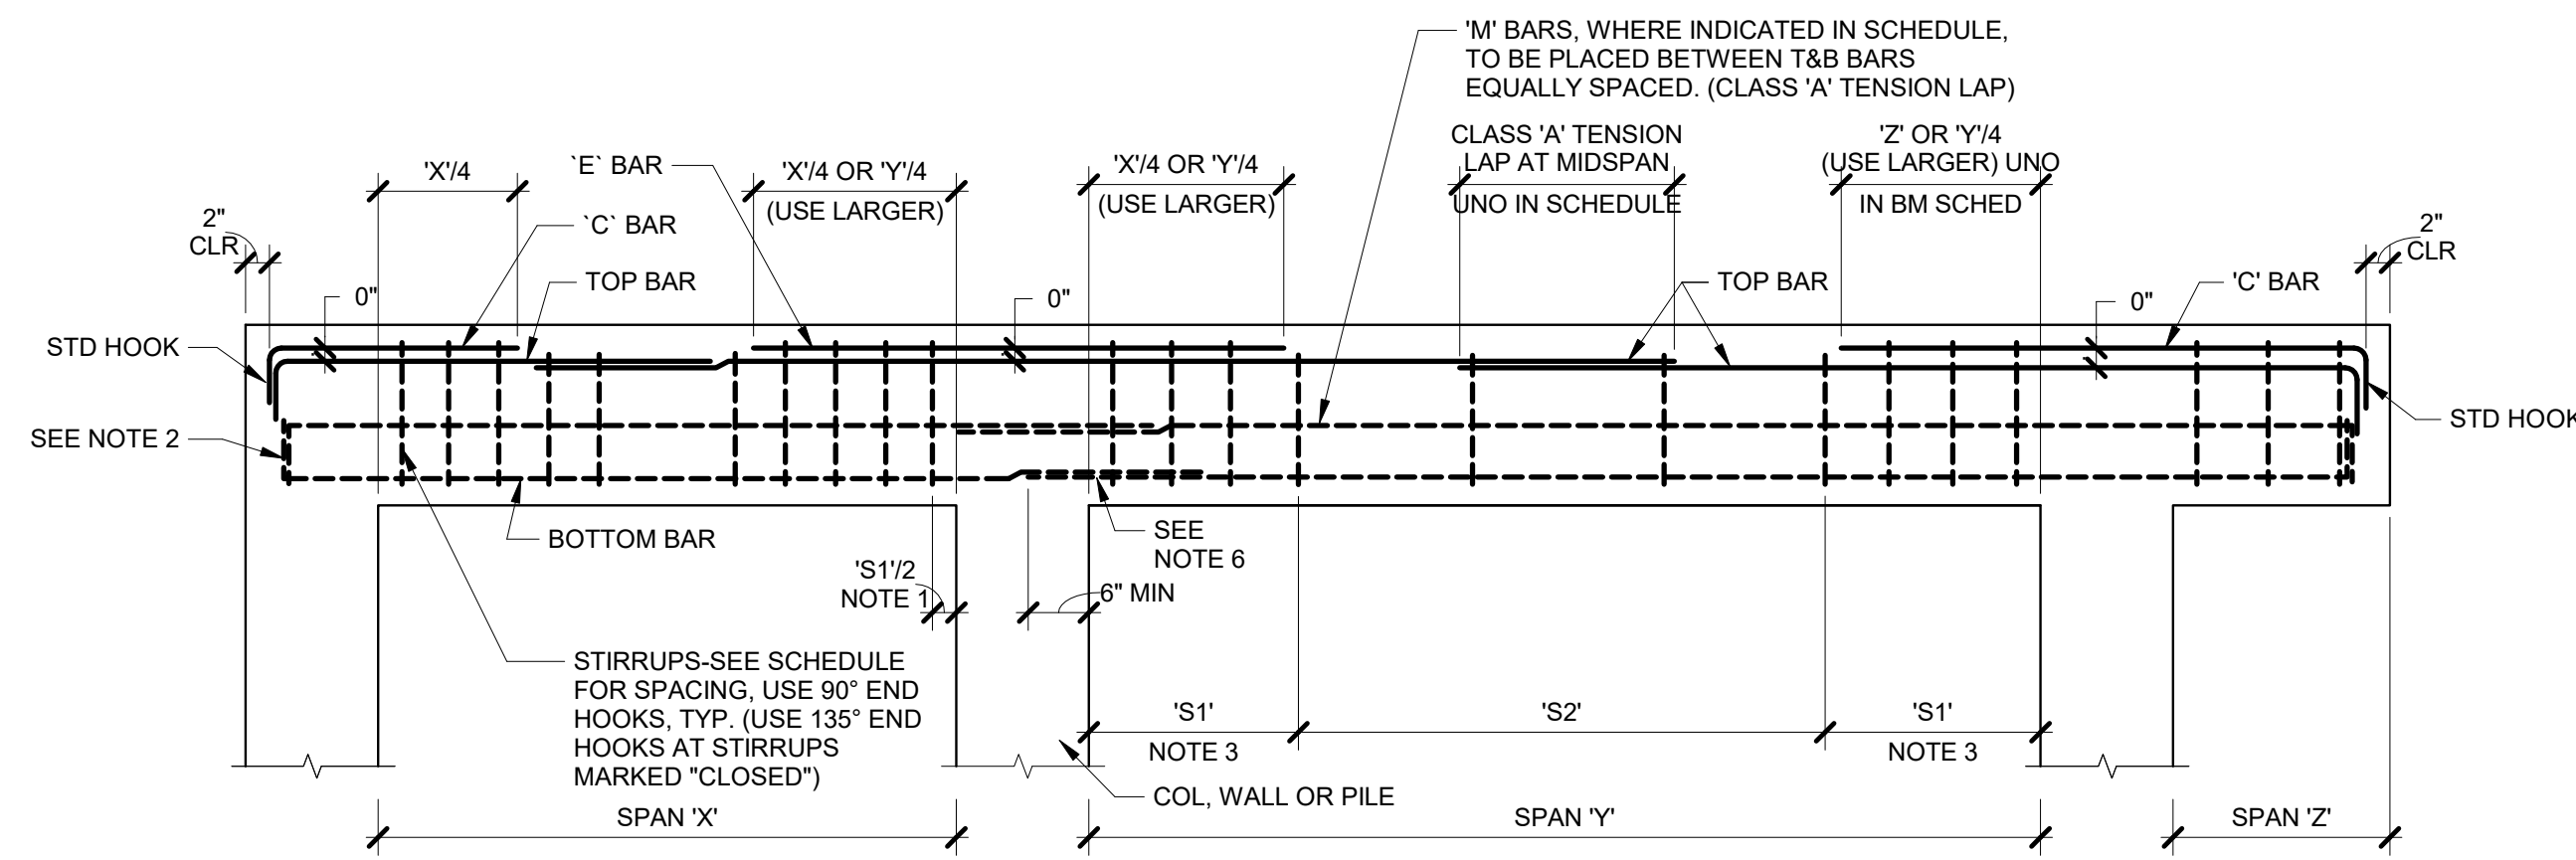 'M' BARS, WHERE INDICATED IN SCHEDULE,
TO BE PLACED BETWEEN T&B BARS
EQUALLY SPACED. (CLASS 'A' TENSION LAP)
CLASS 'A' TENSION
LAP AT MIDSPAN
UNO IN SCHEDULE
'Z' OR 'Y'/4
(USE LARGER) UNO
IN BM SCHED
'X'/4
`E` BAR
'X'/4 OR 'Y'/4
(USE LARGER)
'X'/4 OR 'Y'/4
(USE LARGER)
2"
CLR
`C` BAR
TOP BAR
0"
0"
TOP BAR
0"
'C' BAR
2"
CLR
STD HOOK
SEE NOTE 2
STD HOOK
BOTTOM BAR
SEE
NOTE 6
'S1'/2
NOTE 1
6" MIN
STIRRUPS-SEE SCHEDULE
FOR SPACING, USE 90° END
HOOKS, TYP. (USE 135° END
HOOKS AT STIRRUPS
MARKED "CLOSED")
'S1'
NOTE 3
'S2'
'S1'
NOTE 3
COL, WALL OR PILE
SPAN 'X'
SPAN 'Y'
SPAN 'Z'